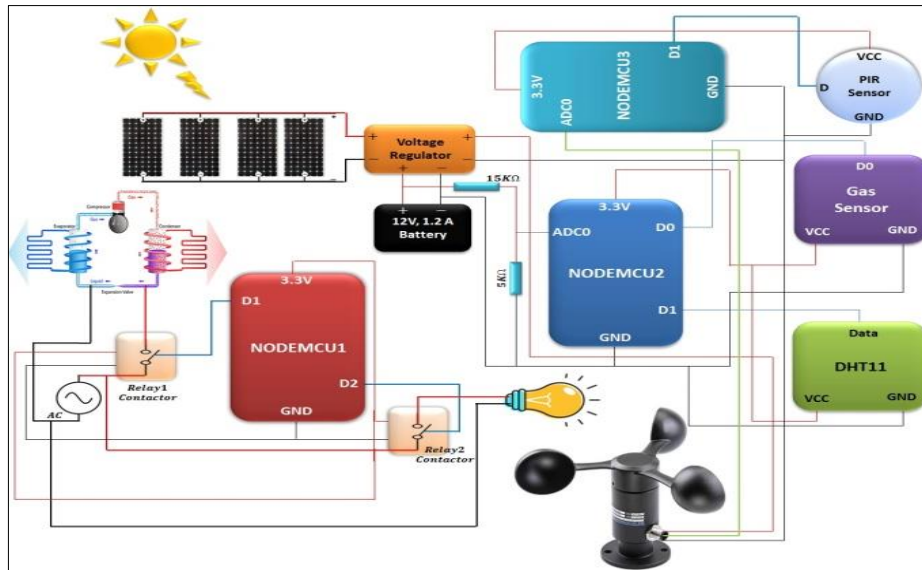 NODEMCU3
D1
3.3V
ADC0
GND
VCC
D
PIR
Sensor
GND
+
−
Voltage
Regulator
+
−
+
−
+
−
15KΩ
+
−
12V, 1.2 A
Battery
5KΩ
3.3V
ADC0
D0
NODEMCU2
D1
GND
D0
Gas
Sensor
VCC
GND
Data
DHT11
VCC
GND
Compressor
Evaporator
Condenser
Liquid
Expansion Valve
3.3V
D1
NODEMCU1
D2
GND
Relay1
Contactor
AC
Relay2
Contactor